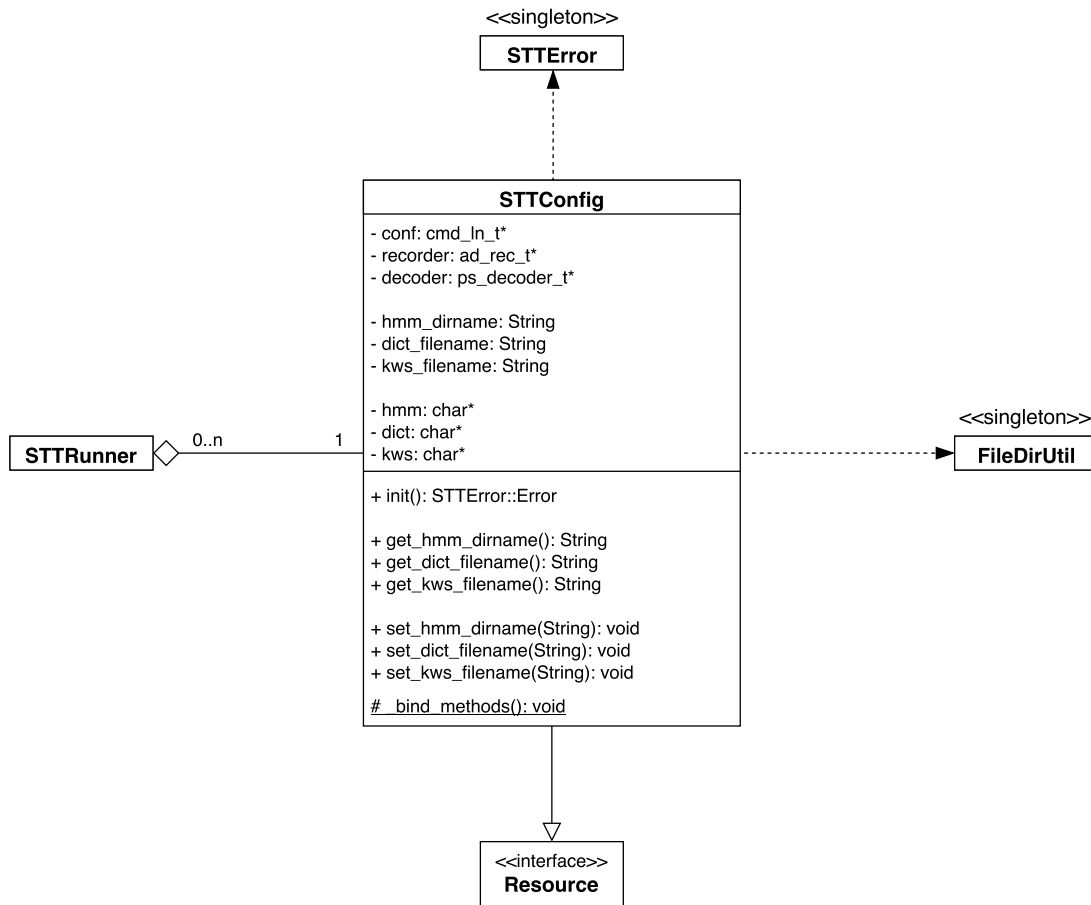 <<singleton>>
STTError
STTConfig
- conf: cmd_ln_t*
- recorder: ad_rec_t*
- decoder: ps_decoder_t*
- hmm_dirname: String
- dict_filename: String
- kws_filename: String
- hmm: char*
- dict: char*
- kws: char*
STTRunner
0..n
1
<<singleton>>
FileDirUtil
+ init(): STTError::Error
+ get_hmm_dirname(): String
+ get_dict_filename(): String
+ get_kws_filename(): String
+ set_hmm_dirname(String): void
+ set_dict_filename(String): void
+ set_kws_filename(String): void
# _bind_methods(): void
<<interface>>
Resource